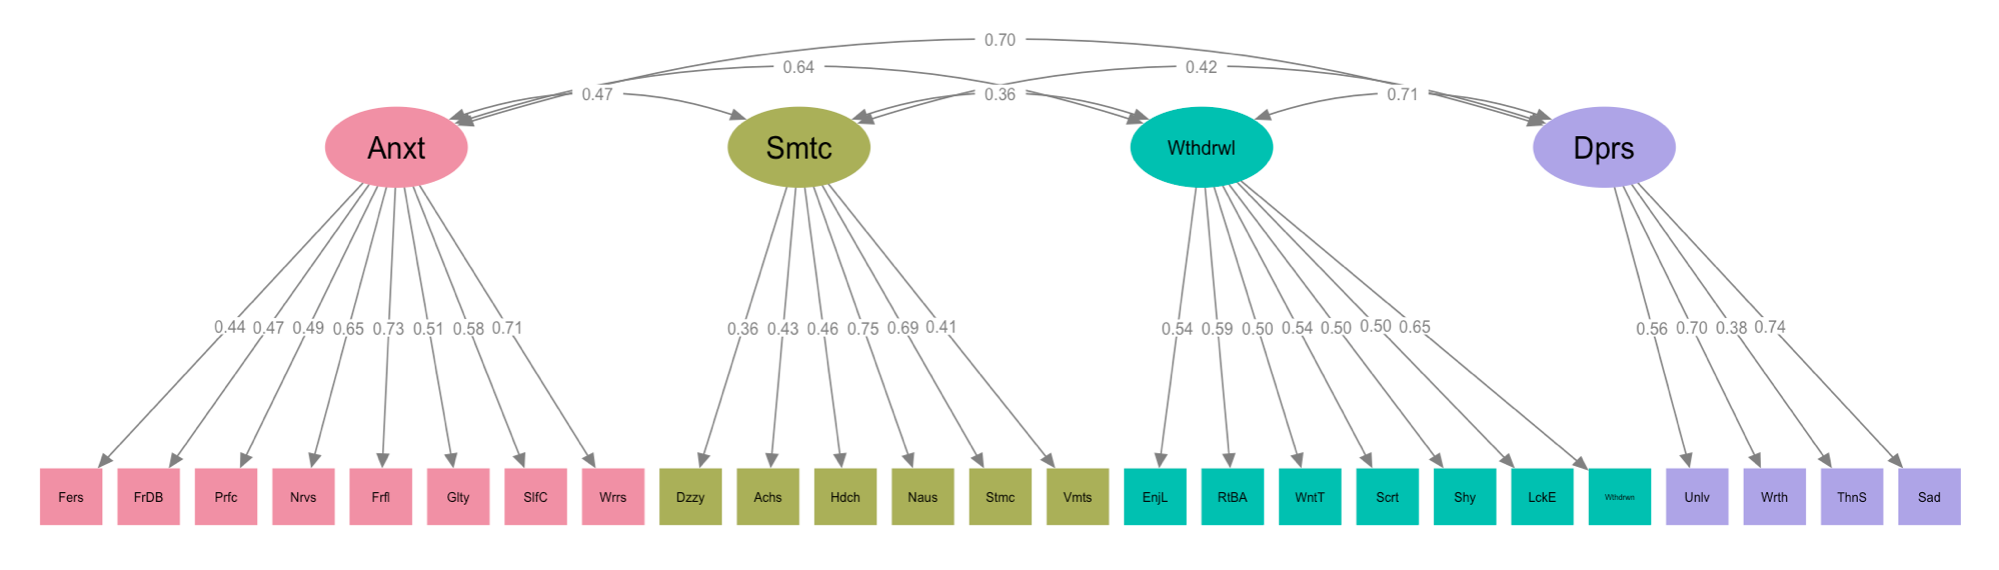 0.70
0.64 0.42
0.47 0.36 0.71
Anxt Smtc Wthdrwl Dprs
0.44 0.47 0.49 0.65 0.73 0.51 0.58 0.71 0.36 0.43 0.46 0.75 0.69 0.41 0.54 0.59 0.50 0.54 0.50 0.50 0.65 0.56 0.70 0.38 0.74
Fers FrDB Prfc Nrvs Frfl Glty SlfC Wrrs Dzzy Achs Hdch Naus Stmc Vmts EnjL RtBA WntT Scrt Shy LckE Wthdrwn Unlv Wrth ThnS Sad